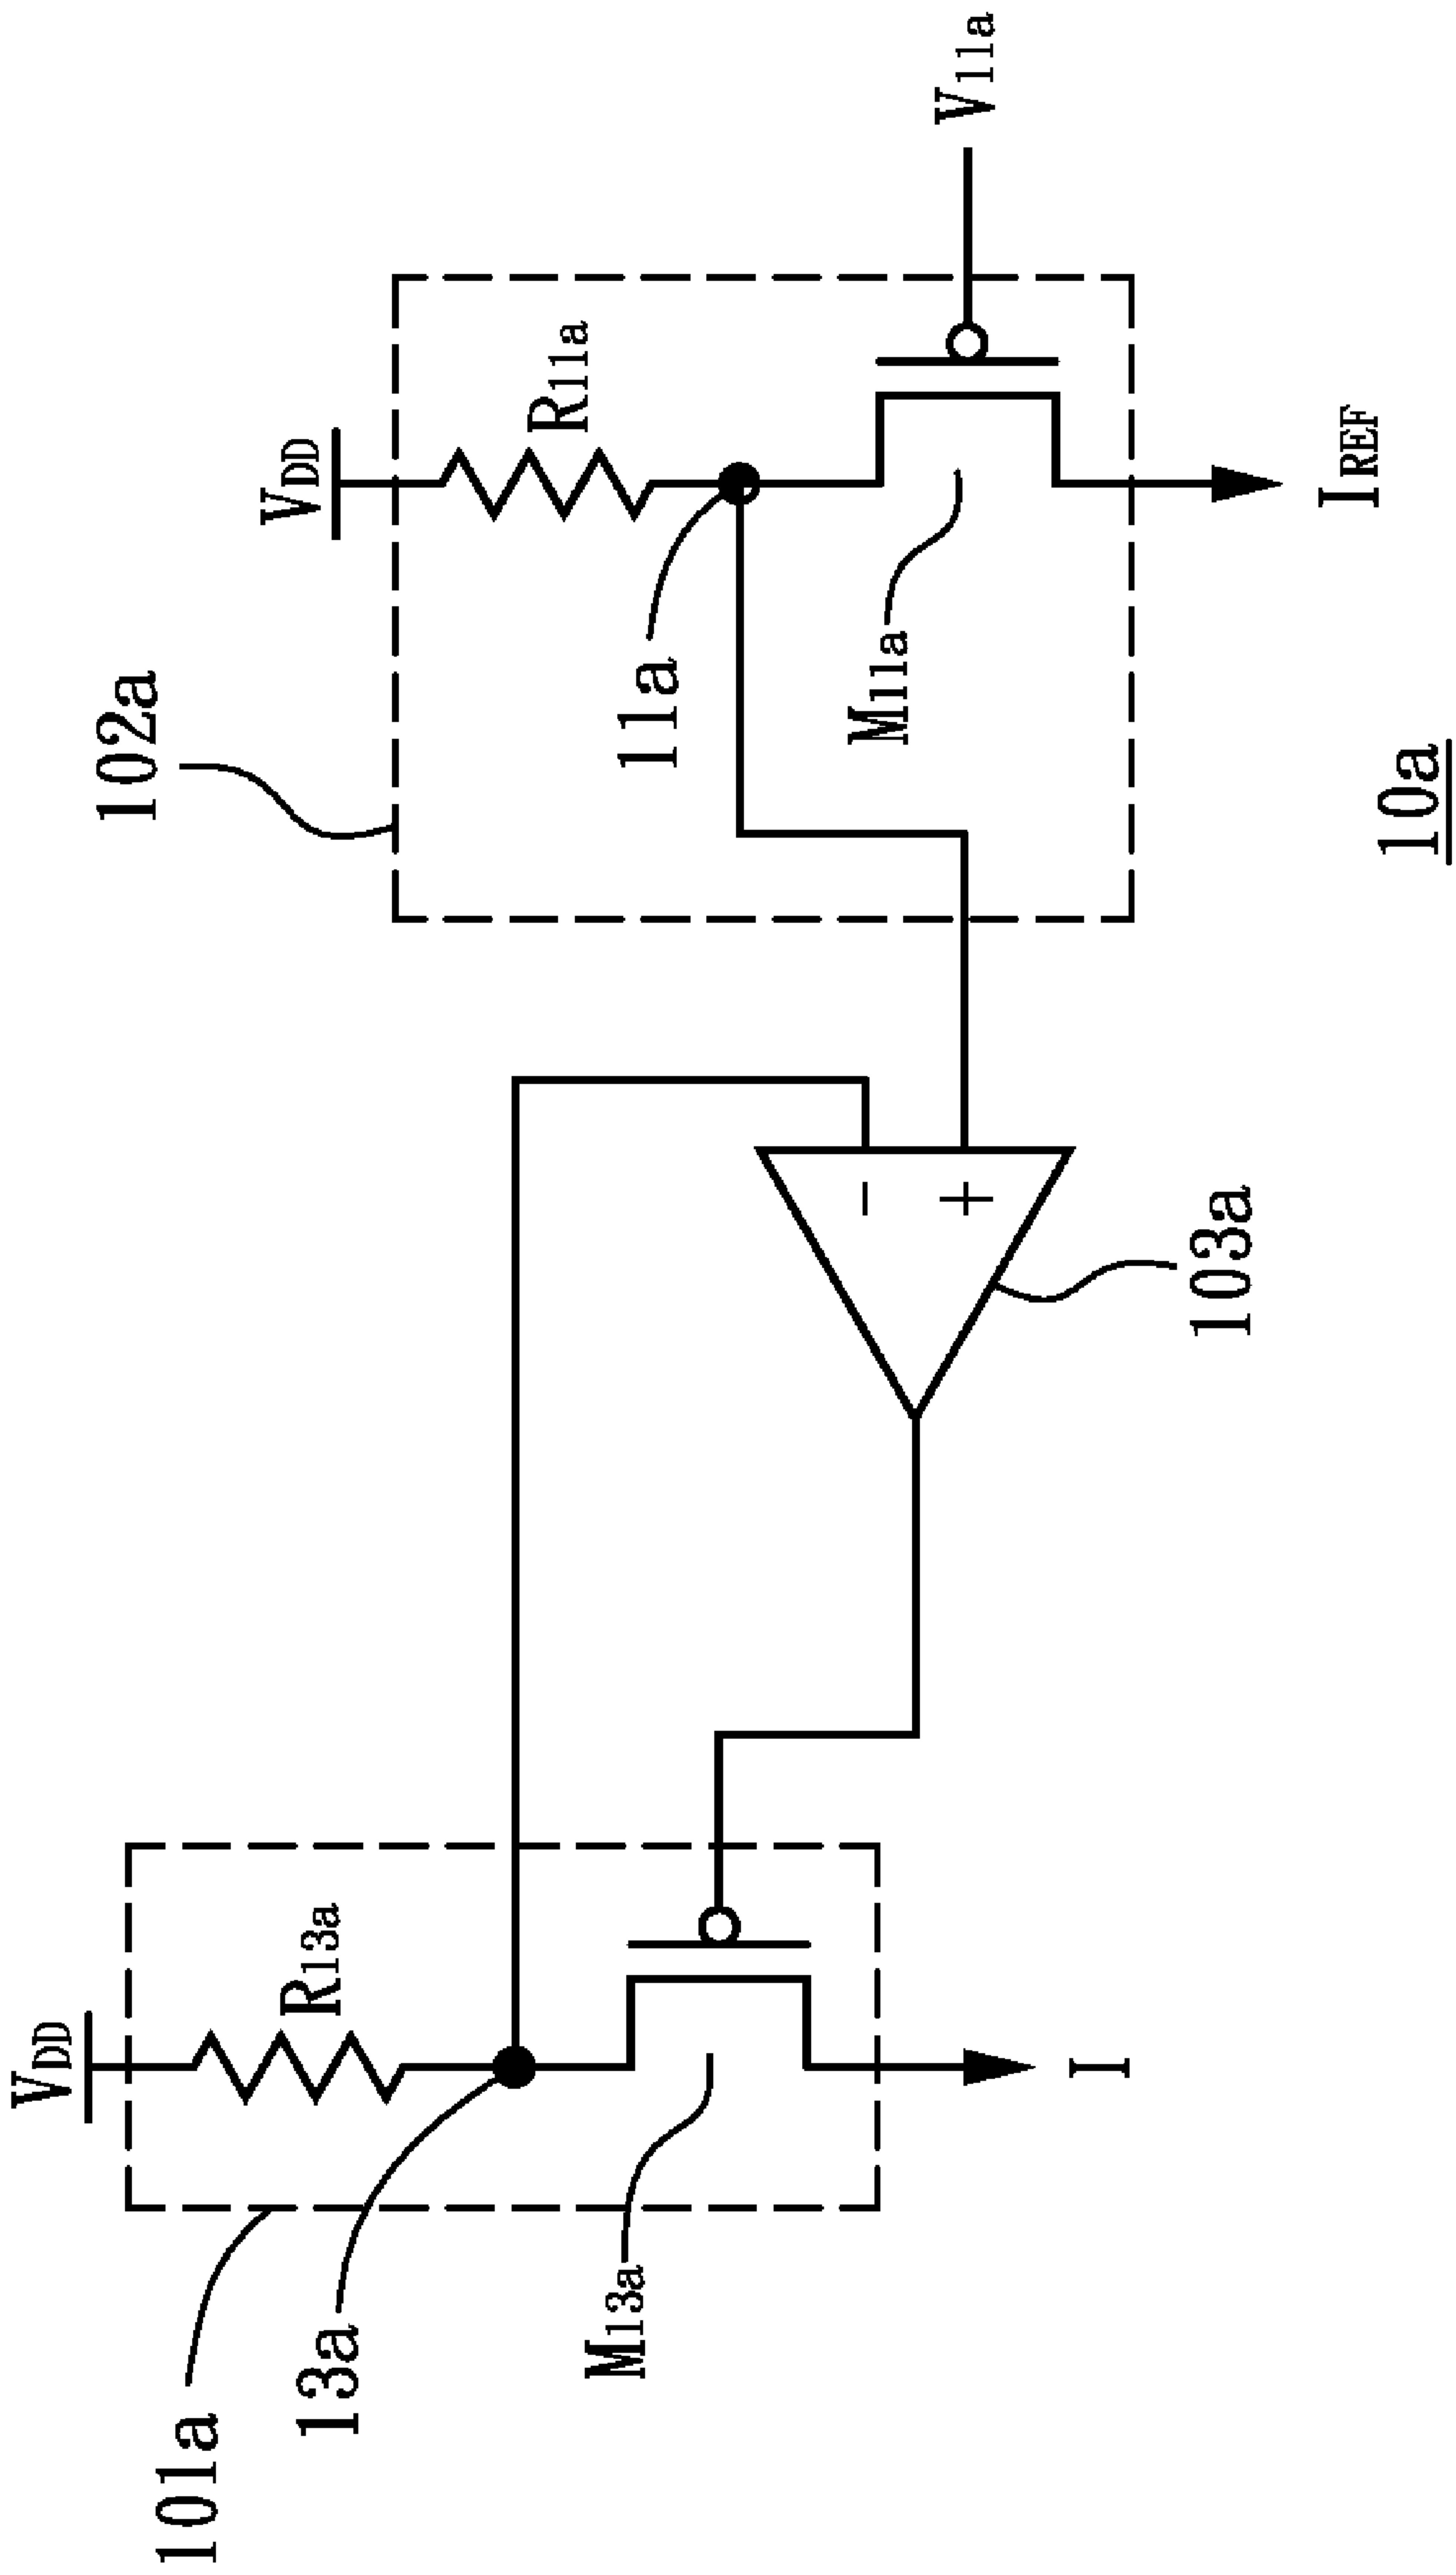 102a
V11a
VDD
R11a
11a
M11a
IREF
10a
-
+
103a
VDD
R13a
13a
M13a
I
101a